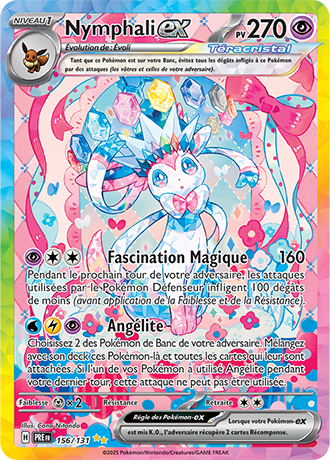 NIVEAU 1
Nymphali ex
PV 270
Évolution de : Évoli
Téracristal
Tant que ce Pokémon est sur votre Banc, évitez tous les dégâts infligés à ce Pokémon
par des attaques (les vôtres et celles de votre adversaire).
Fascination Magique 160
Pendant le prochain tour de votre adversaire, les attaques
utilisées par le Pokémon Défenseur infligent 100 dégâts
de moins (avant application de la Faiblesse et de la Résistance).
Angélite
Choisissez 2 des Pokémon de Banc de votre adversaire. Mélangez
avec son deck ces Pokémon-là et toutes les cartes qui leur sont
attachées. Si l'un de vos Pokémon a utilisé Angélite pendant
votre dernier tour, cette attaque ne peut pas être utilisée.
Faiblesse ×2 Résistance Retraite
Illus. Cona Nitanda
Règle des Pokémon-ex
Lorsque votre Pokémon-ex
est mis K.O., l'adversaire récupère 2 cartes Récompense.
H PRE FR 156/131
©2025 Pokémon/Nintendo/Creatures/GAME FREAK